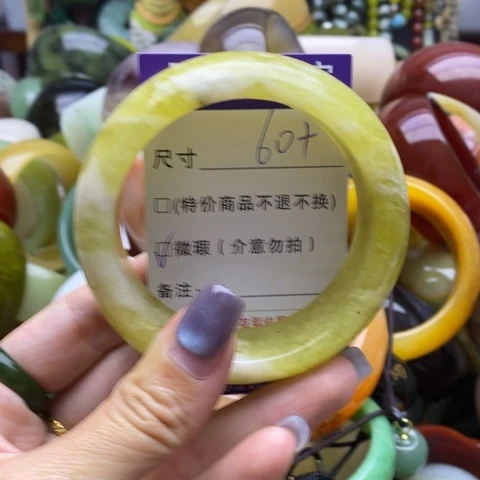 尺寸 60+
□(特价商品不退不换)
☑微瑕(介意勿拍)
备注: